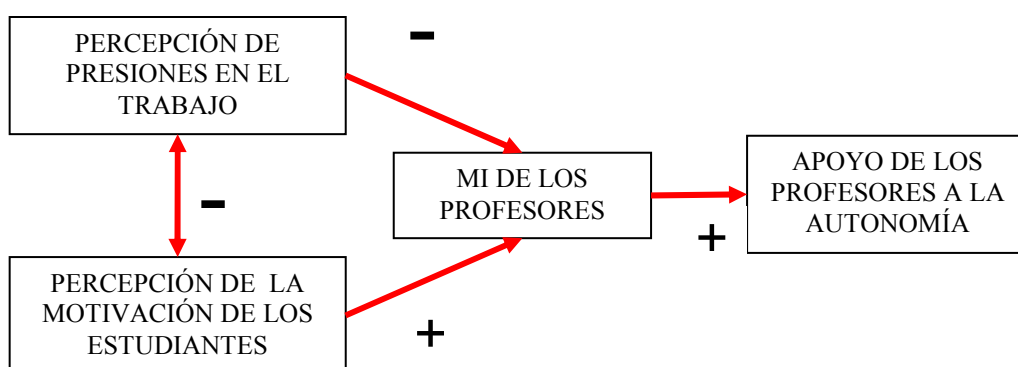 PERCEPCIÓN DE
PRESIONES EN EL
TRABAJO
-
-
MI DE LOS
PROFESORES
APOYO DE LOS
PROFESORES A LA
AUTONOMÍA
+
PERCEPCIÓN DE LA
MOTIVACIÓN DE LOS
ESTUDIANTES
+